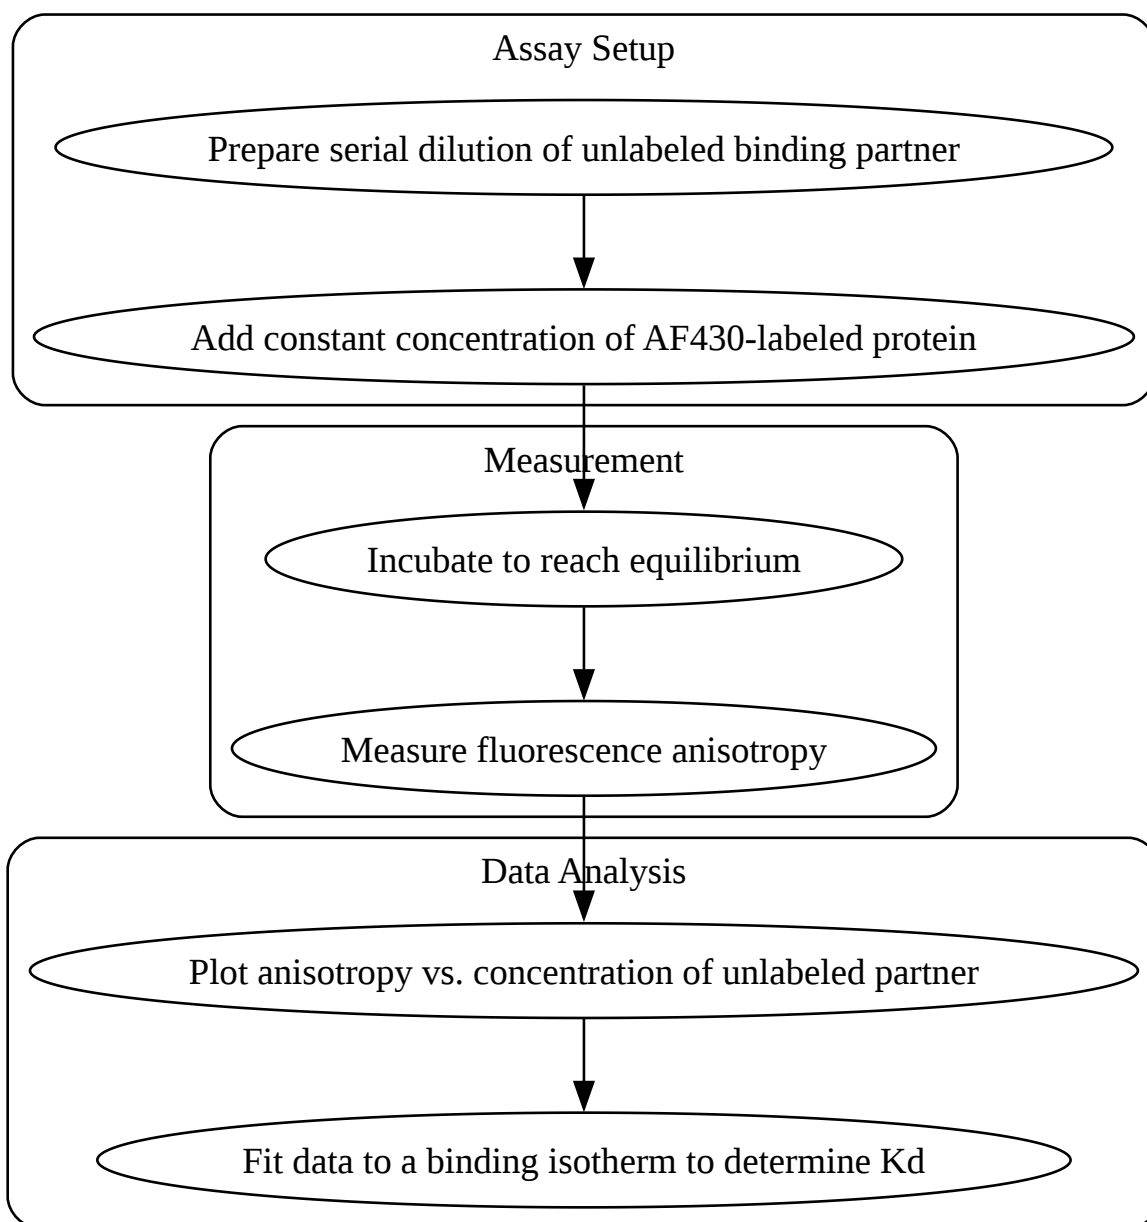 Assay Setup
Prepare serial dilution of unlabeled binding partner
Add constant concentration of AF430-labeled protein
Measurement
Incubate to reach equilibrium
Measure fluorescence anisotropy
Data Analysis
Plot anisotropy vs. concentration of unlabeled partner
Fit data to a binding isotherm to determine Kd